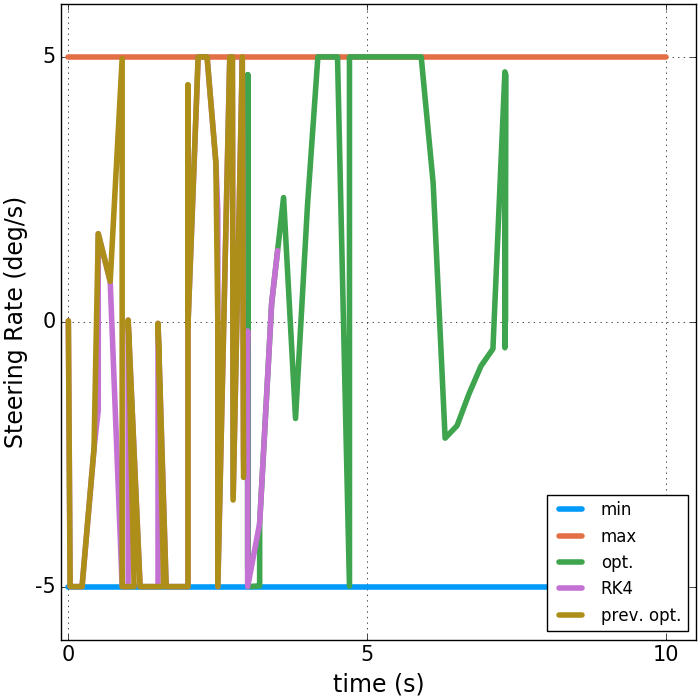 5
0
-5
Steering Rate (deg/s)
0
5
10
time (s)
min
max
opt.
RK4
prev. opt.